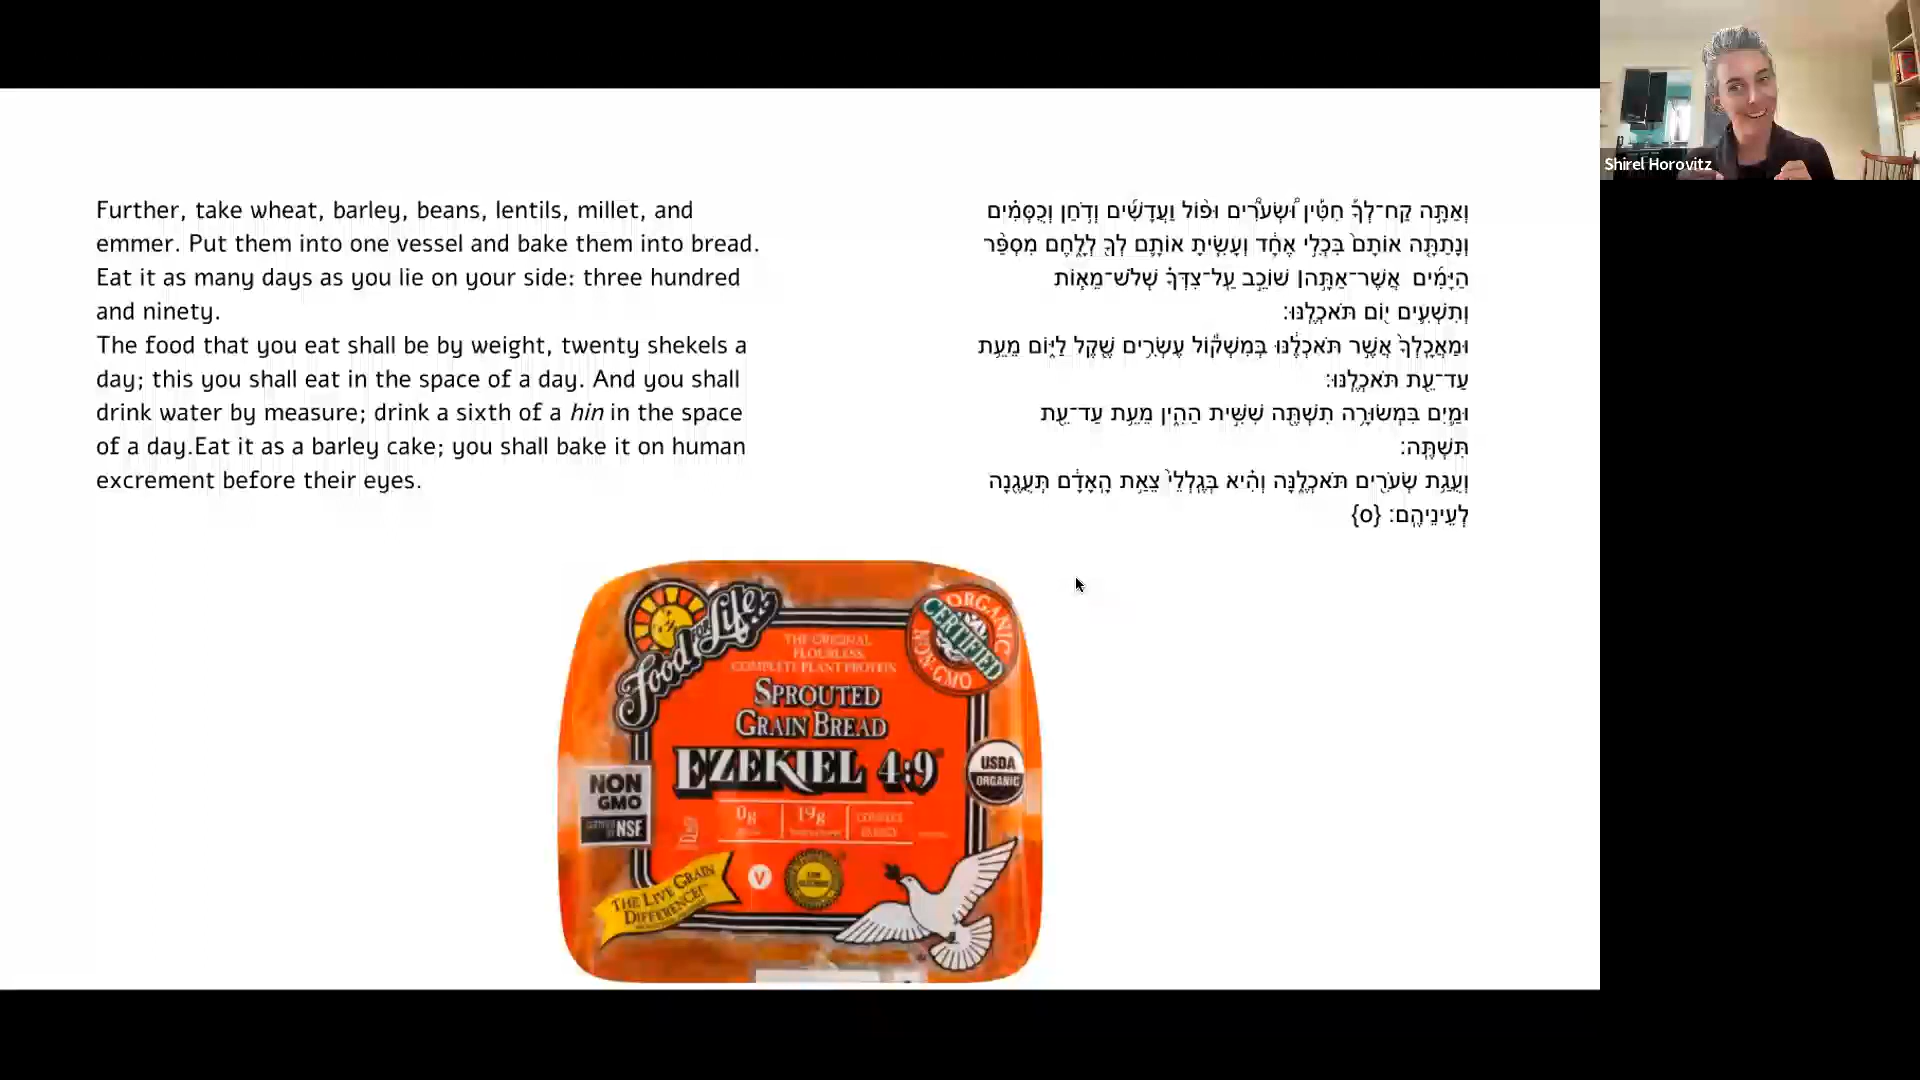 Further, take wheat, barley, beans, lentils, millet, and
emmer. Put them into one vessel and bake them into bread.
Eat it as many days as you lie on your side: three hundred
and ninety.
The food that you eat shall be by weight, twenty shekels a
day; this you shall eat in the space of a day. And you shall
drink water by measure; drink a sixth of a hin in the space
of a day.Eat it as a barley cake; you shall bake it on human
excrement before their eyes.
וְאַתָּ֣ה קַח־לְךָ֡ חִטִּ֡ין וּ֠שְׂעֹרִ֠ים וּפ֨וֹל וַעֲדָשִׁ֜ים וְדֹ֣חַן וְכֻסְּמִ֗ים
וְנָתַתָּ֤ה אוֹתָם֙ בִּכְלִ֣י אֶחָ֔ד וְעָשִׂ֧יתָ אוֹתָ֛ם לְךָ֖ לְלָ֑חֶם מִסְפַּ֨ר
הַיָּמִ֜ים אֲשֶׁר־אַתָּ֣ה׀ שׁוֹכֵ֣ב עַֽל־צִדְּךָ֗ שְׁלֹשׁ־מֵא֧וֹת
וְתִשְׁעִ֛ים י֖וֹם תֹּאכְלֶֽנּוּ׃
וּמַאֲכָֽלְךָ֙ אֲשֶׁ֣ר תֹּאכְלֶ֔נּוּ בְּמִשְׁק֕וֹל עֶשְׂרִ֥ים שֶׁ֖קֶל לַיּ֑וֹם מֵעֵ֥ת
עַד־עֵ֖ת תֹּאכְלֶֽנּוּ׃
וּמַ֛יִם בִּמְשׂוּרָ֥ה תִשְׁתֶּ֖ה שִׁשִּׁ֣ית הַהִ֑ין מֵעֵ֥ת עַד־עֵ֖ת
תִּשְׁתֶּֽה׃
וְעֻגַ֥ת שְׂעֹרִ֖ים תֹּאכְלֶ֑נָּה וְהִ֗יא בְּגֶֽלְלֵי֙ צֵאַ֣ת הָֽאָדָ֔ם תְּעֻגֶ֖נָה
לְעֵינֵיהֶֽם׃ {ס}
Food for Life
ORGANIC
CERTIFIED
NON-GMO
THE ORIGINAL
FLOURLESS,
COMPLETE PLANT PROTEIN
SPROUTED
GRAIN BREAD
EZEKIEL 4:9
USDA
ORGANIC
NON
GMO
NSF
0g
19g
THE LIVE GRAIN
DIFFERENCE!
V
Shirel Horovitz